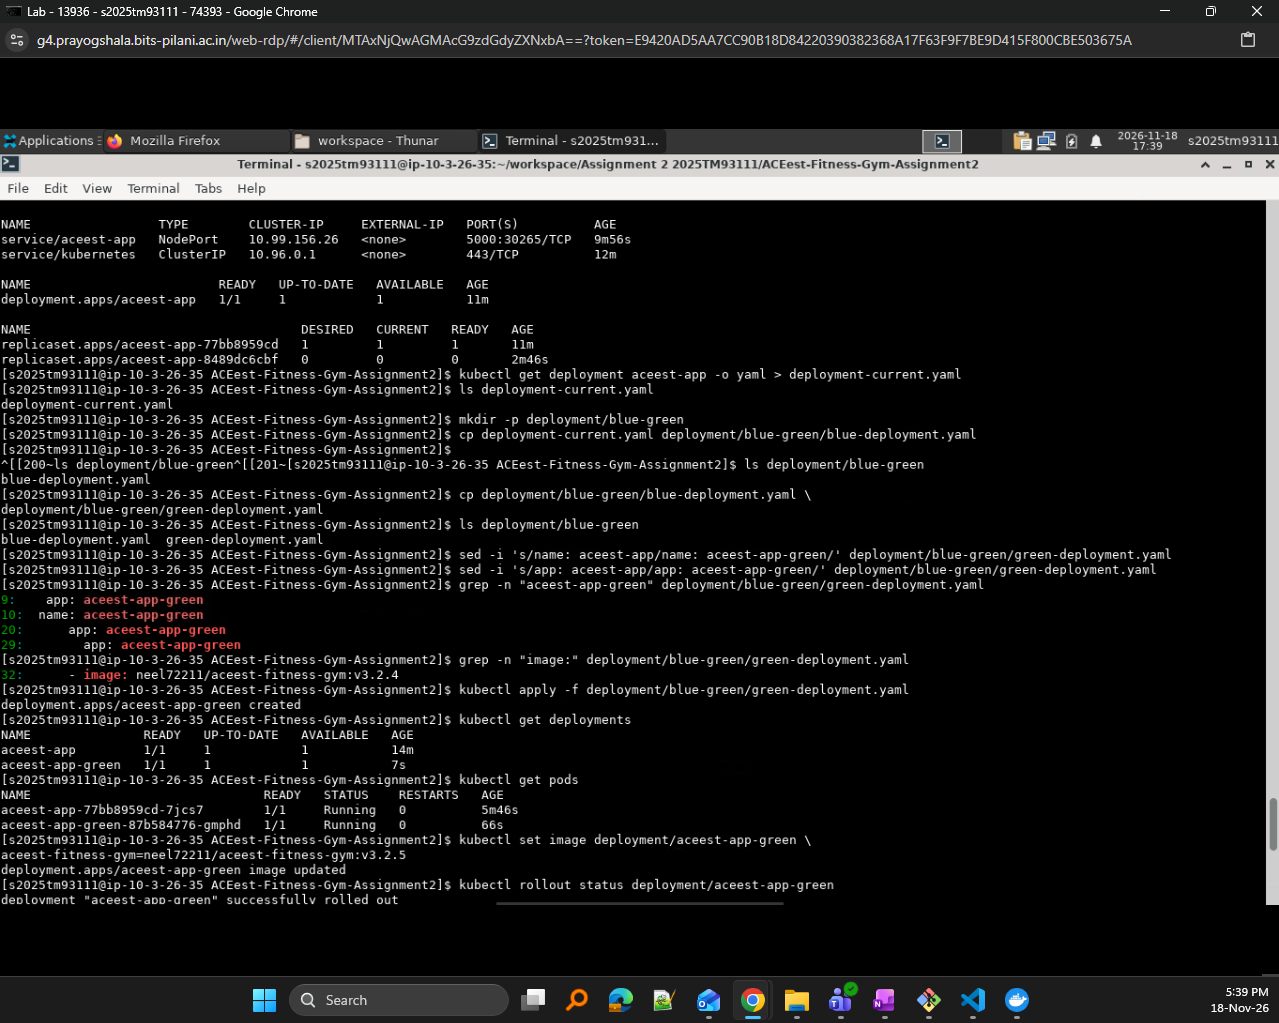 Lab - 13936 - s2025tm93111 - 74393 - Google Chrome
g4.prayogshala.bits-pilani.ac.in/web-rdp/#/client/MTAxNjQwAGMAcG9zdGdyZXNxbA==?token=E9420AD5AA7CC90B18D84220390382368A17F63F9F7BE9D415F800CBE503675A
Applications Mozilla Firefox workspace - Thunar Terminal - s2025tm931... 2026-11-18 17:39 s2025tm93111
Terminal - s2025tm93111@ip-10-3-26-35:~/workspace/Assignment 2 2025TM93111/ACEest-Fitness-Gym-Assignment2
File Edit View Terminal Tabs Help
NAME TYPE CLUSTER-IP EXTERNAL-IP PORT(S) AGE
service/aceest-app NodePort 10.99.156.26 <none> 5000:30265/TCP 9m56s
service/kubernetes ClusterIP 10.96.0.1 <none> 443/TCP 12m
NAME READY UP-TO-DATE AVAILABLE AGE
deployment.apps/aceest-app 1/1 1 1 11m
NAME DESIRED CURRENT READY AGE
replicaset.apps/aceest-app-77bb8959cd 1 1 1 11m
replicaset.apps/aceest-app-8489dc6cbf 0 0 0 2m46s
[s2025tm93111@ip-10-3-26-35 ACEest-Fitness-Gym-Assignment2]$ kubectl get deployment aceest-app -o yaml > deployment-current.yaml
[s2025tm93111@ip-10-3-26-35 ACEest-Fitness-Gym-Assignment2]$ ls deployment-current.yaml
deployment-current.yaml
[s2025tm93111@ip-10-3-26-35 ACEest-Fitness-Gym-Assignment2]$ mkdir -p deployment/blue-green
[s2025tm93111@ip-10-3-26-35 ACEest-Fitness-Gym-Assignment2]$ cp deployment-current.yaml deployment/blue-green/blue-deployment.yaml
[s2025tm93111@ip-10-3-26-35 ACEest-Fitness-Gym-Assignment2]$
^[[200~ls deployment/blue-green^[[201~[s2025tm93111@ip-10-3-26-35 ACEest-Fitness-Gym-Assignment2]$ ls deployment/blue-green
blue-deployment.yaml
[s2025tm93111@ip-10-3-26-35 ACEest-Fitness-Gym-Assignment2]$ cp deployment/blue-green/blue-deployment.yaml \
deployment/blue-green/green-deployment.yaml
[s2025tm93111@ip-10-3-26-35 ACEest-Fitness-Gym-Assignment2]$ ls deployment/blue-green
blue-deployment.yaml green-deployment.yaml
[s2025tm93111@ip-10-3-26-35 ACEest-Fitness-Gym-Assignment2]$ sed -i 's/name: aceest-app/name: aceest-app-green/' deployment/blue-green/green-deployment.yaml
[s2025tm93111@ip-10-3-26-35 ACEest-Fitness-Gym-Assignment2]$ sed -i 's/app: aceest-app/app: aceest-app-green/' deployment/blue-green/green-deployment.yaml
[s2025tm93111@ip-10-3-26-35 ACEest-Fitness-Gym-Assignment2]$ grep -n "aceest-app-green" deployment/blue-green/green-deployment.yaml
9: app: aceest-app-green
10: name: aceest-app-green
20: app: aceest-app-green
29: app: aceest-app-green
[s2025tm93111@ip-10-3-26-35 ACEest-Fitness-Gym-Assignment2]$ grep -n "image:" deployment/blue-green/green-deployment.yaml
32: - image: neel72211/aceest-fitness-gym:v3.2.4
[s2025tm93111@ip-10-3-26-35 ACEest-Fitness-Gym-Assignment2]$ kubectl apply -f deployment/blue-green/green-deployment.yaml
deployment.apps/aceest-app-green created
[s2025tm93111@ip-10-3-26-35 ACEest-Fitness-Gym-Assignment2]$ kubectl get deployments
NAME READY UP-TO-DATE AVAILABLE AGE
aceest-app 1/1 1 1 14m
aceest-app-green 1/1 1 1 7s
[s2025tm93111@ip-10-3-26-35 ACEest-Fitness-Gym-Assignment2]$ kubectl get pods
NAME READY STATUS RESTARTS AGE
aceest-app-77bb8959cd-7jcs7 1/1 Running 0 5m46s
aceest-app-green-87b584776-gmphd 1/1 Running 0 66s
[s2025tm93111@ip-10-3-26-35 ACEest-Fitness-Gym-Assignment2]$ kubectl set image deployment/aceest-app-green \
aceest-fitness-gym=neel72211/aceest-fitness-gym:v3.2.5
deployment.apps/aceest-app-green image updated
[s2025tm93111@ip-10-3-26-35 ACEest-Fitness-Gym-Assignment2]$ kubectl rollout status deployment/aceest-app-green
deployment "aceest-app-green" successfully rolled out
Search
5:39 PM
18-Nov-26